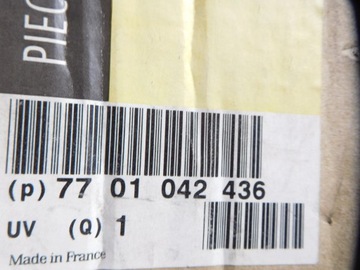 PIEC
(p) 77 01 042 436
UV (Q) 1
Made in France